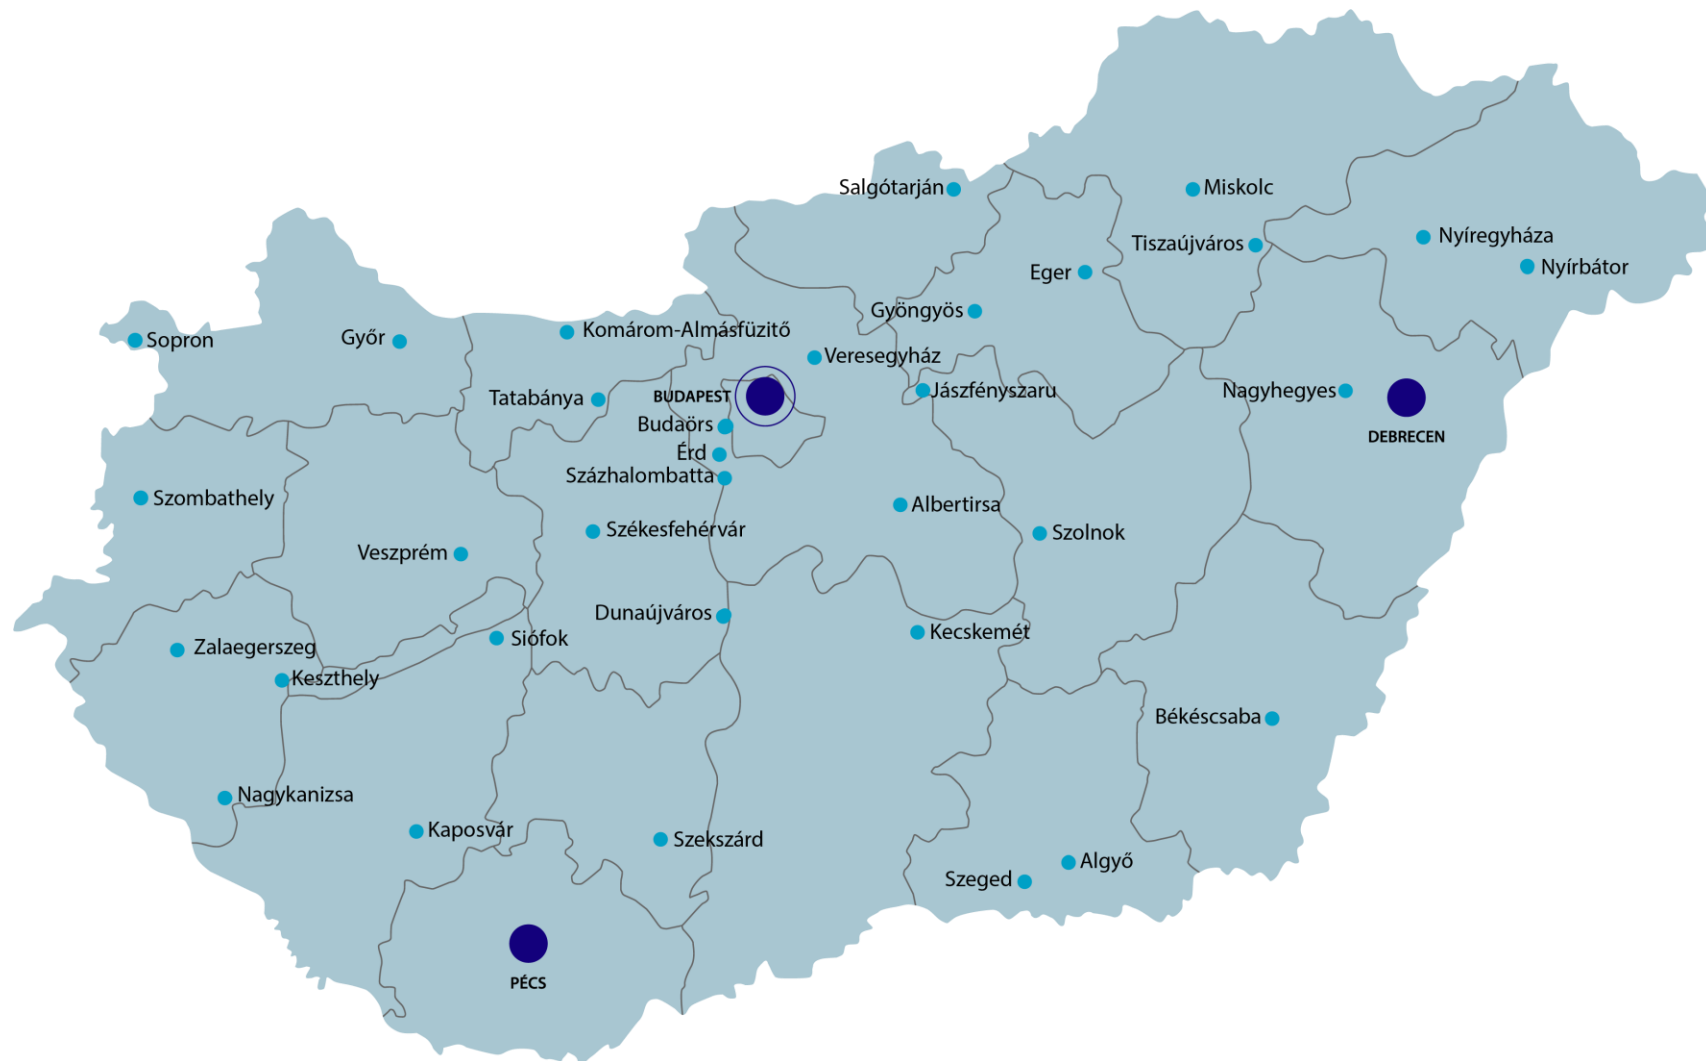 Salgótarján
Miskolc
Nyíregyháza
Tiszaújváros
Nyírbátor
Eger
Gyöngyös
Komárom-Almásfüzitő
Győr
Sopron
Veresegyház
Jászfényszaru
Nagyhegyes
BUDAPEST
Tatabánya
Budaörs
DEBRECEN
Érd
Százhalombatta
Szombathely
Albertirsa
Székesfehérvár
Szolnok
Veszprém
Dunaújváros
Kecskemét
Siófok
Zalaegerszeg
Keszthely
Békéscsaba
Nagykanizsa
Kaposvár
Szekszárd
Algyő
Szeged
PÉCS